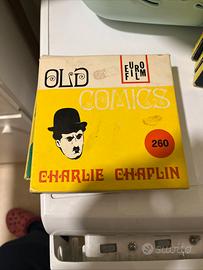 OLD
EURO
FILM
COMICS
260
CHARLIE CHAPLIN
Subito